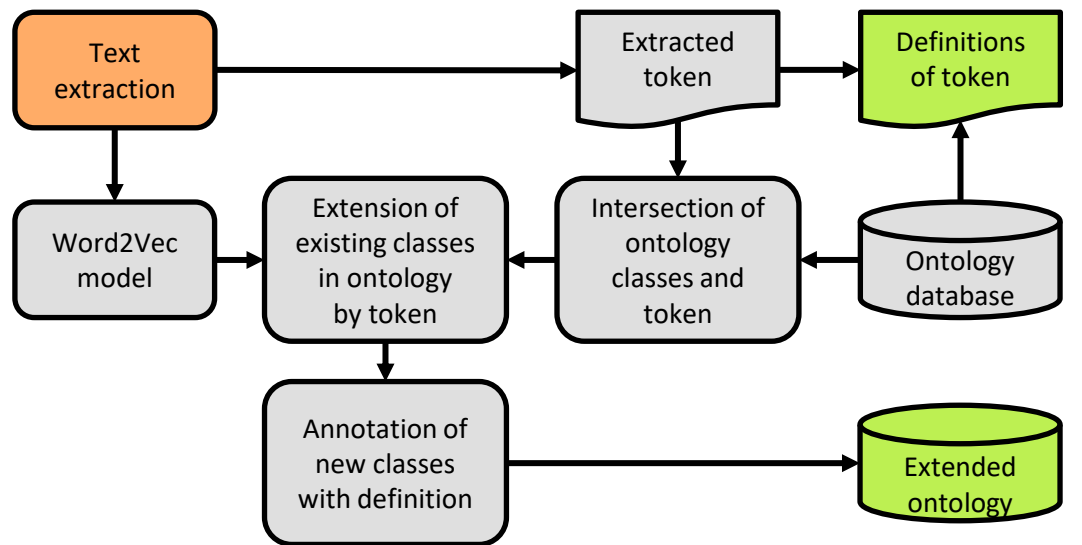 Text
extraction
Extracted
token
Definitions
of token
Word2Vec
model
Extension of
existing classes
in ontology
by token
Intersection of
ontology
classes and
token
Ontology
database
Annotation of
new classes
with definition
Extended
ontology